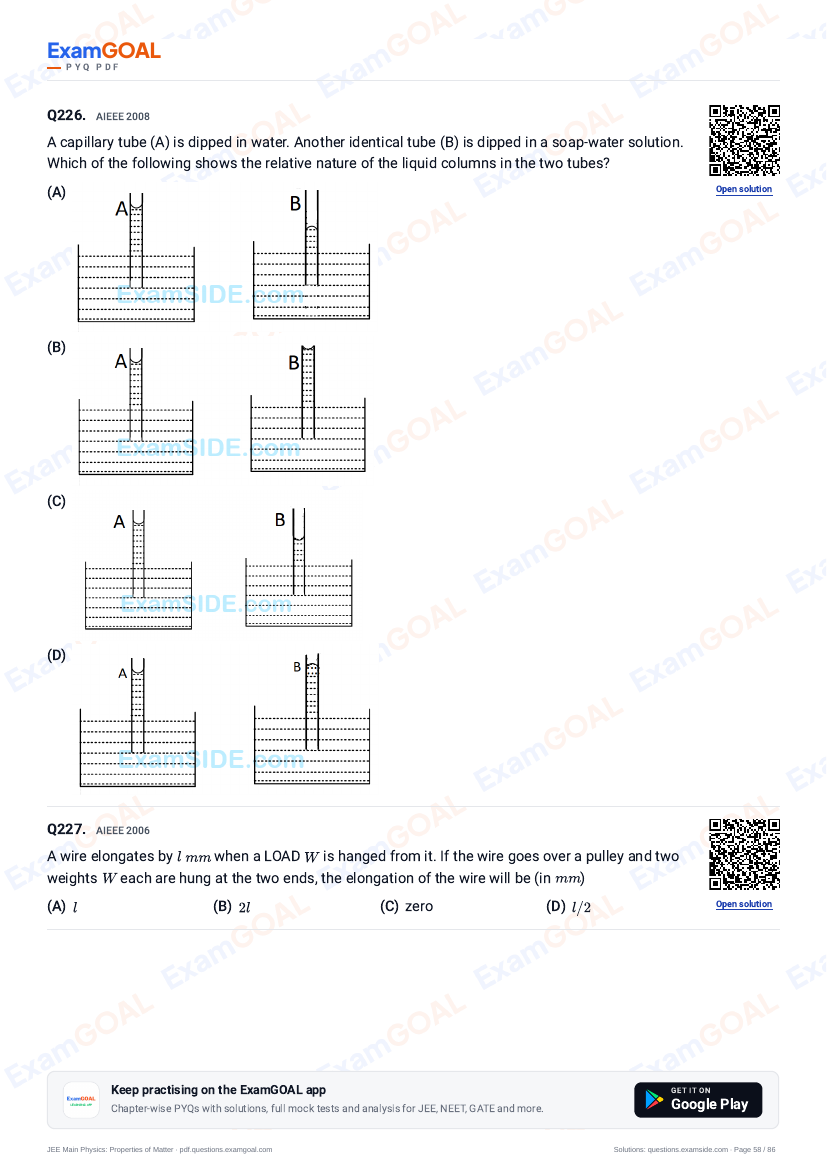 ExamGOAL
PYQ PDF
Q226. AIEEE 2008
A capillary tube (A) is dipped in water. Another identical tube (B) is dipped in a soap-water solution.
Which of the following shows the relative nature of the liquid columns in the two tubes?
Open solution
(A)
A B
ExamSIDE.com
(B)
A B
ExamSIDE.com
(C)
A B
ExamSIDE.com
(D)
A B
ExamSIDE.com
Q227. AIEEE 2006
A wire elongates by l mm when a LOAD W is hanged from it. If the wire goes over a pulley and two
weights W each are hung at the two ends, the elongation of the wire will be (in mm)
(A) l (B) 2l (C) zero (D) l/2
Open solution
Keep practising on the ExamGOAL app
Chapter-wise PYQs with solutions, full mock tests and analysis for JEE, NEET, GATE and more.
GET IT ON
Google Play
JEE Main Physics: Properties of Matter · pdf.questions.examgoal.com
Solutions: questions.examside.com · Page 58 / 86